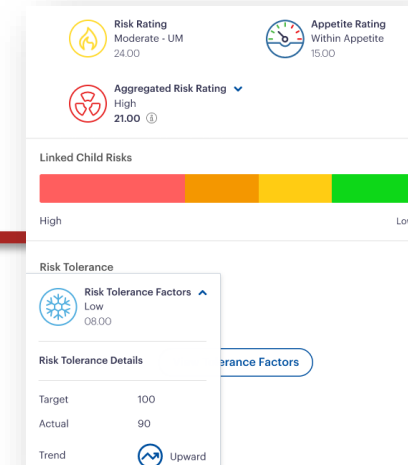 Risk Rating
Moderate - UM
24.00
Appetite Rating
Within Appetite
15.00
Aggregated Risk Rating
High
21.00
Linked Child Risks
High
Risk Tolerance
Risk Tolerance Factors
Low
08.00
Risk Tolerance Details
Factors
Target 100
Actual 90
Trend Upward